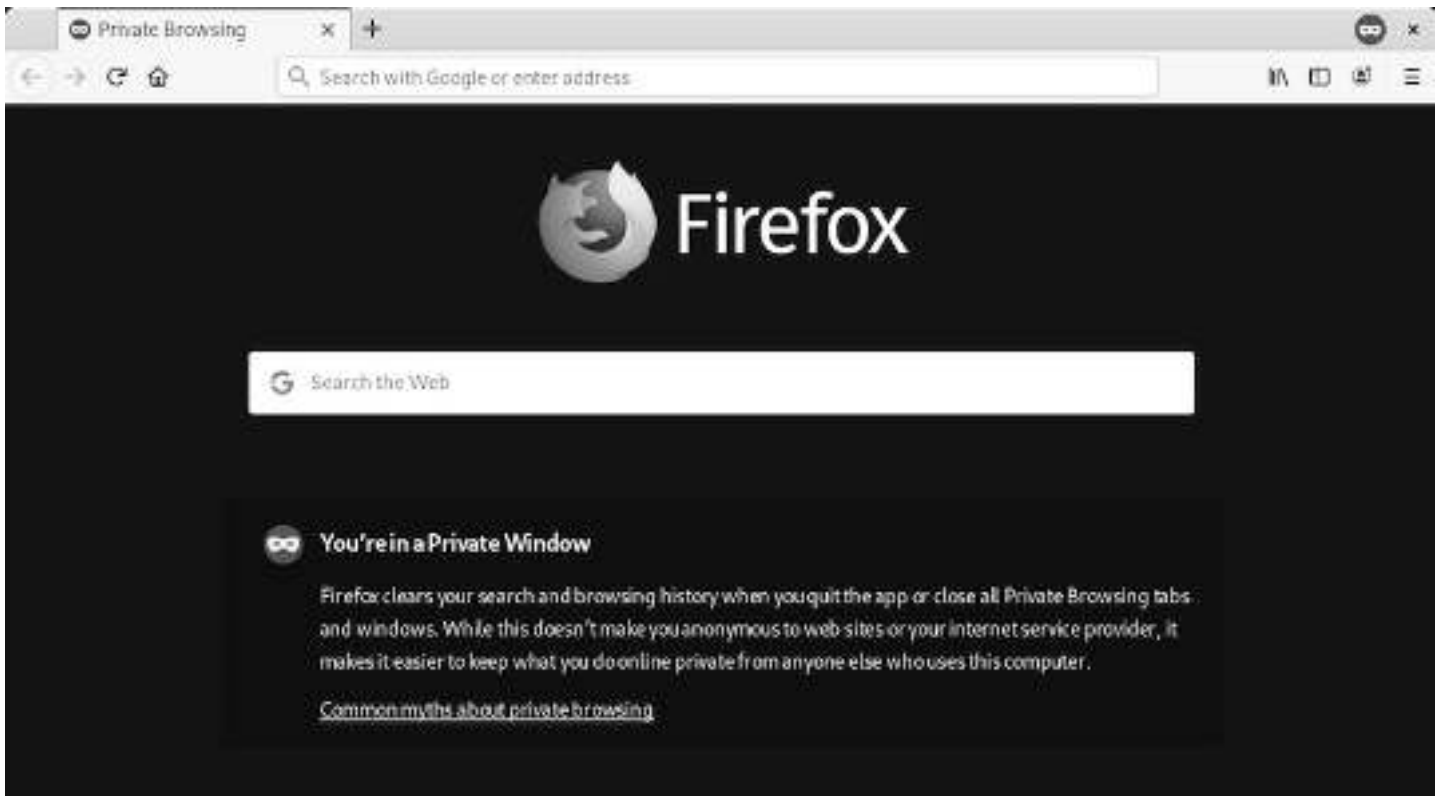 Private Browsing
Search with Google or enter address
Firefox
G Search the Web
You're in a Private Window
Firefox clears your search and browsing history when you quit the app or close all Private Browsing tabs
and windows. While this doesn't make you anonymous to web sites or your internet service provider, it
makes it easier to keep what you do online private from anyone else who uses this computer.
Common myths about private browsing